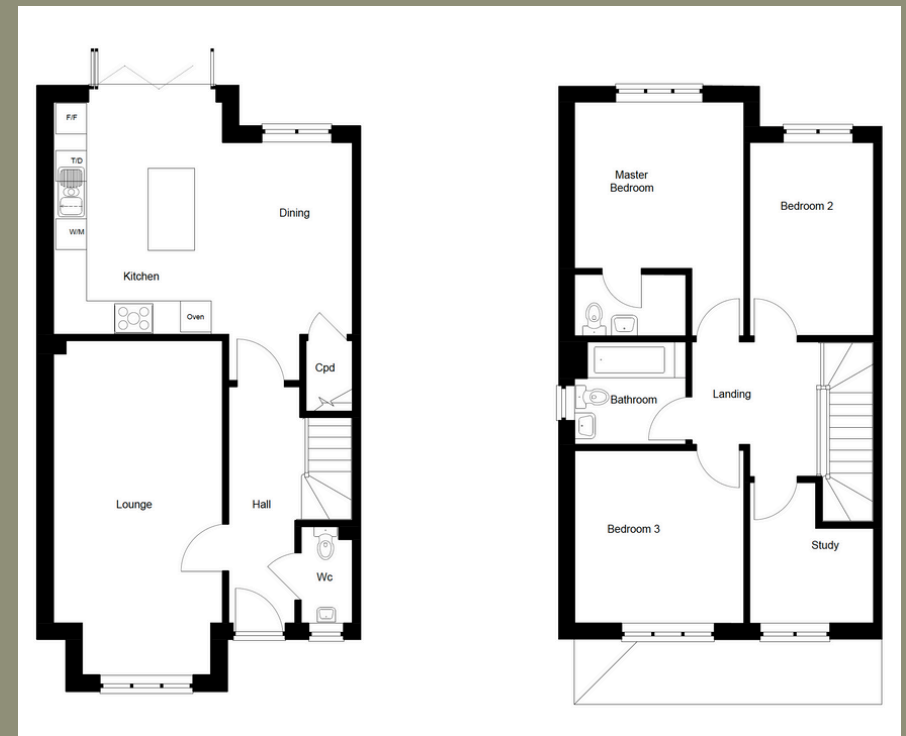 F/F
T/D
W/M
Dining
Kitchen
Oven
Cpd
Lounge
Hall
Wc
Master
Bedroom
Bedroom 2
Bathroom
Landing
Bedroom 3
Study